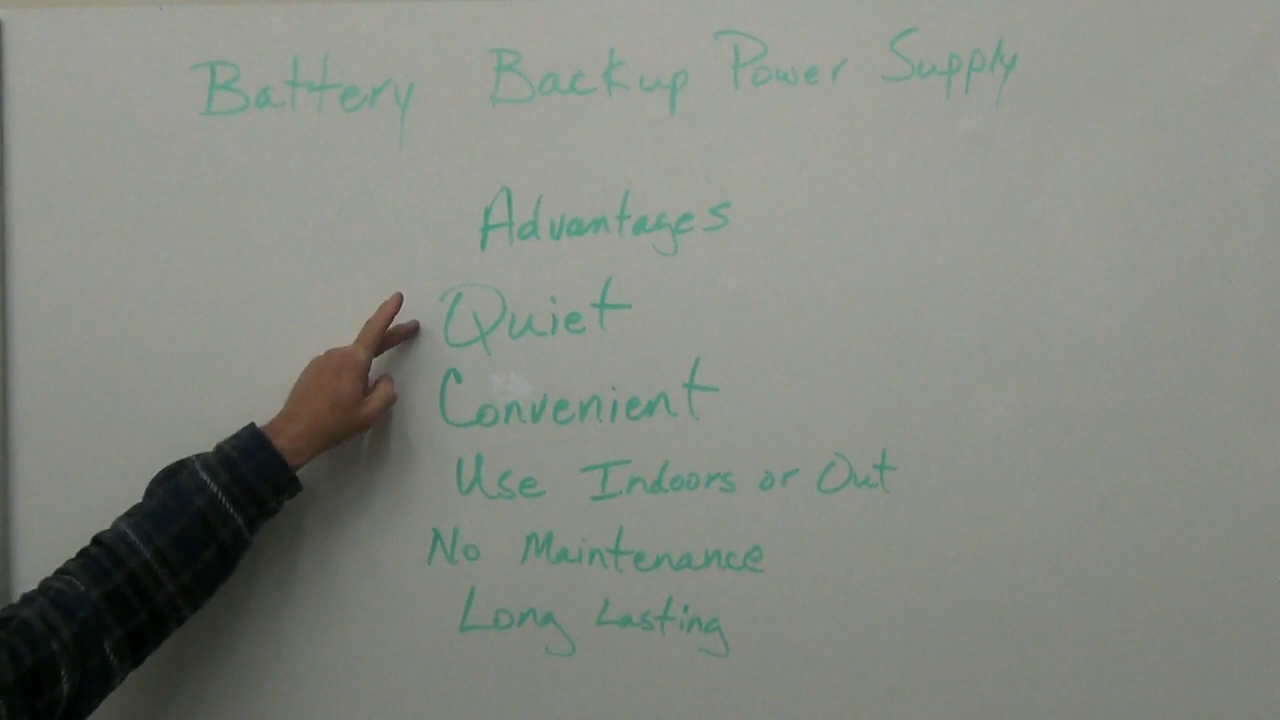 Battery Backup Power Supply
Advantages
Quiet
Convenient
Use Indoors or Out
No Maintenance
Long Lasting